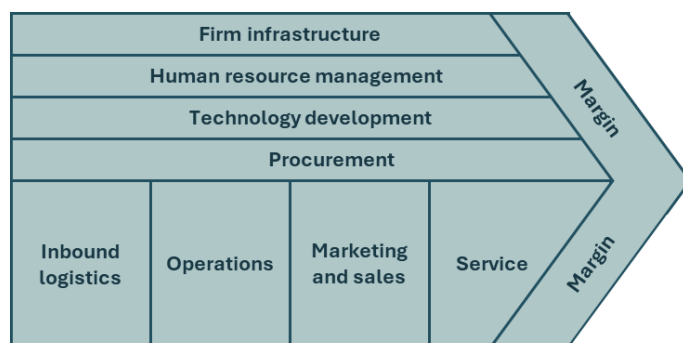 Firm infrastructure
Human resource management
Technology development
Procurement
Margin
Inbound
logistics
Operations
Marketing
and sales
Service
Margin